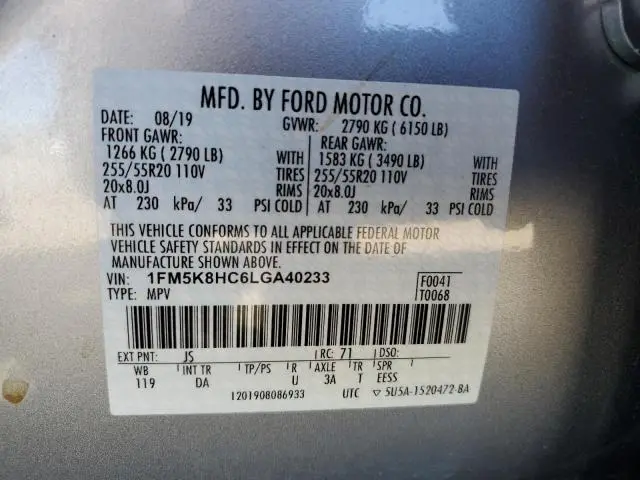 MFD. BY FORD MOTOR CO.
DATE: 08/19 GVWR: 2790 KG ( 6150 LB)
FRONT GAWR: REAR GAWR:
1266 KG ( 2790 LB) WITH 1583 KG ( 3490 LB) WITH
255/55R20 110V TIRES 255/55R20 110V TIRES
20x8.0J RIMS 20x8.0J RIMS
AT 230 kPa/ 33 PSI COLD AT 230 kPa/ 33 PSI COLD
THIS VEHICLE CONFORMS TO ALL APPLICABLE FEDERAL MOTOR
VEHICLE SAFETY STANDARDS IN EFFECT ON THE DATE OF
MANUFACTURE SHOWN ABOVE.
VIN: 1FM5K8HC6LGA40233 F0041
TYPE: MPV T0068
EXT PNT: JS RC: 71 DSO:
WB INT TR TP/PS R AXLE TR SPR
119 DA U 3A T EESS
1201908086933 UTC ▽ 5U5A-1520472-BA